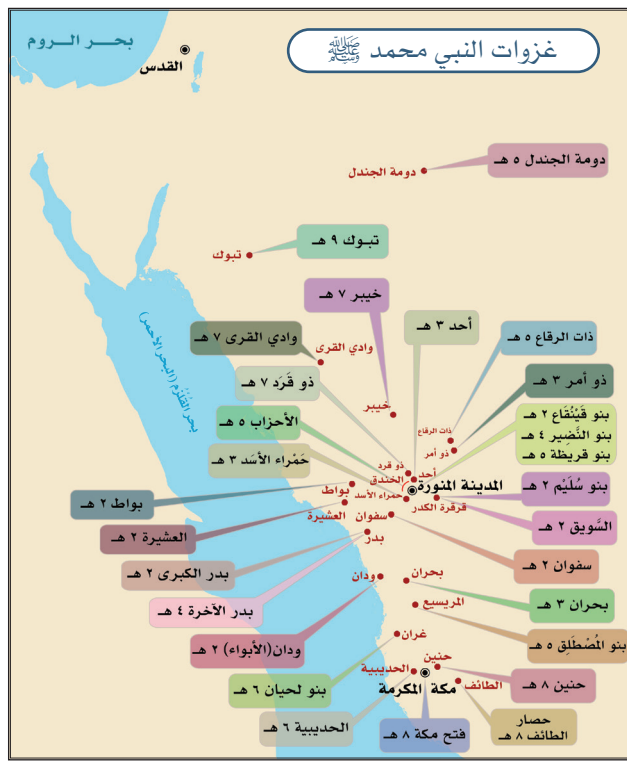 غزوات النبي محمد ﷺ
بحر الروم
القدس
دومة الجندل ٥ هـ
دومة الجندل
تبوك ٩ هـ
تبوك
خيبر ٧ هـ
أحد ٣ هـ
ذات الرقاع ٥ هـ
وادي القرى ٧ هـ
وادي القرى
بحر القُلْزُم (البحر الأحمر)
ذو قَرَد ٧ هـ
ذو أمر ٣ هـ
خيبر
الأحزاب ٥ هـ
ذات الرقاع
بنو قَيْنُقَاع ٢ هـ
بنو النَّضِير ٤ هـ
بنو قريظة ٥ هـ
ذو أمر
حَمْراء الأسَد ٣ هـ
ذو قرد
أحد
الخندق
المدينة المنورة
بنو سُلَيْم ٢ هـ
بواط
حمراء الأسد
قرقرة الكدر
بواط ٢ هـ
العشيرة
سفوان
السَّويق ٢ هـ
العشيرة ٢ هـ
بدر
سفوان ٢ هـ
بدر الكبرى ٢ هـ
ودان
بحران
بحران ٣ هـ
بدر الآخرة ٤ هـ
المريسيع
بنو المُصْطَلِق ٥ هـ
ودان(الأبواء) ٢ هـ
غران
حنين
الحديبية
مكة المكرمة
الطائف
حنين ٨ هـ
بنو لحيان ٦ هـ
الحديبية ٦ هـ
فتح مكة ٨ هـ
حصار
الطائف ٨ هـ